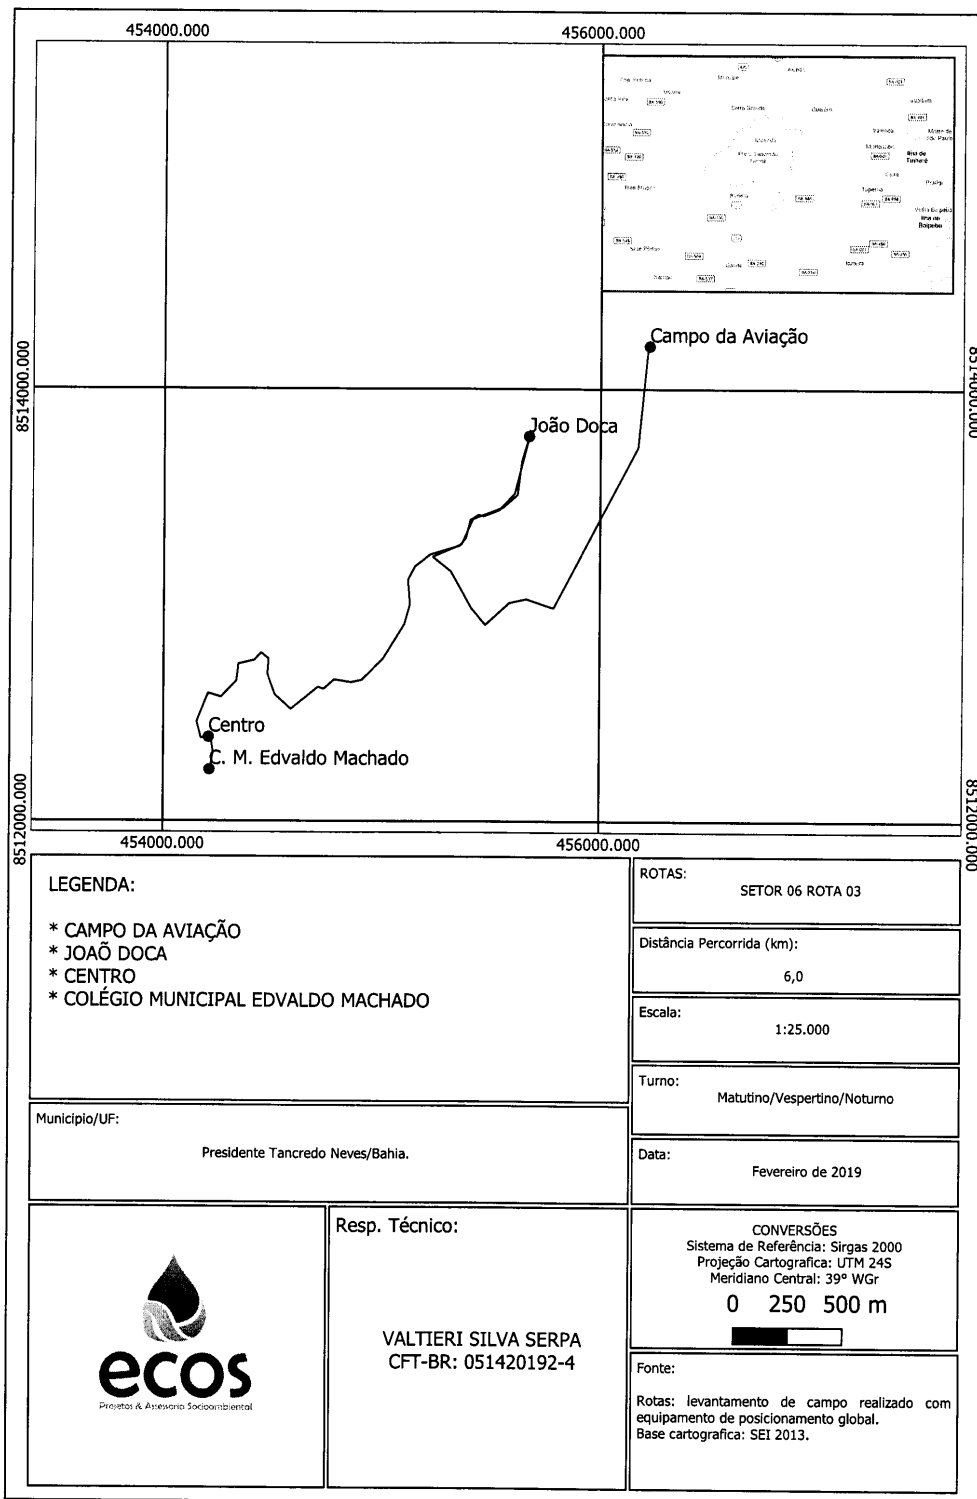 454000.000
456000.000
8514000.000
8514000.000
Campo da Aviação
João Doca
Centro
C. M. Edvaldo Machado
8512000.000
8512000.000
454000.000
456000.000
LEGENDA:
* CAMPO DA AVIAÇÃO
* JOAÕ DOCA
* CENTRO
* COLÉGIO MUNICIPAL EDVALDO MACHADO
ROTAS:
SETOR 06 ROTA 03
Distância Percorrida (km):
6,0
Escala:
1:25.000
Turno:
Matutino/Vespertino/Noturno
Municipio/UF:
Presidente Tancredo Neves/Bahia.
Data:
Fevereiro de 2019
ecos
Projetos & Assessoria Socioambiental
Resp. Técnico:
VALTIERI SILVA SERPA
CFT-BR: 051420192-4
CONVERSÕES
Sistema de Referência: Sirgas 2000
Projeção Cartografica: UTM 24S
Meridiano Central: 39º WGr
0 250 500 m
Fonte:
Rotas: levantamento de campo realizado com
equipamento de posicionamento global.
Base cartografica: SEI 2013.